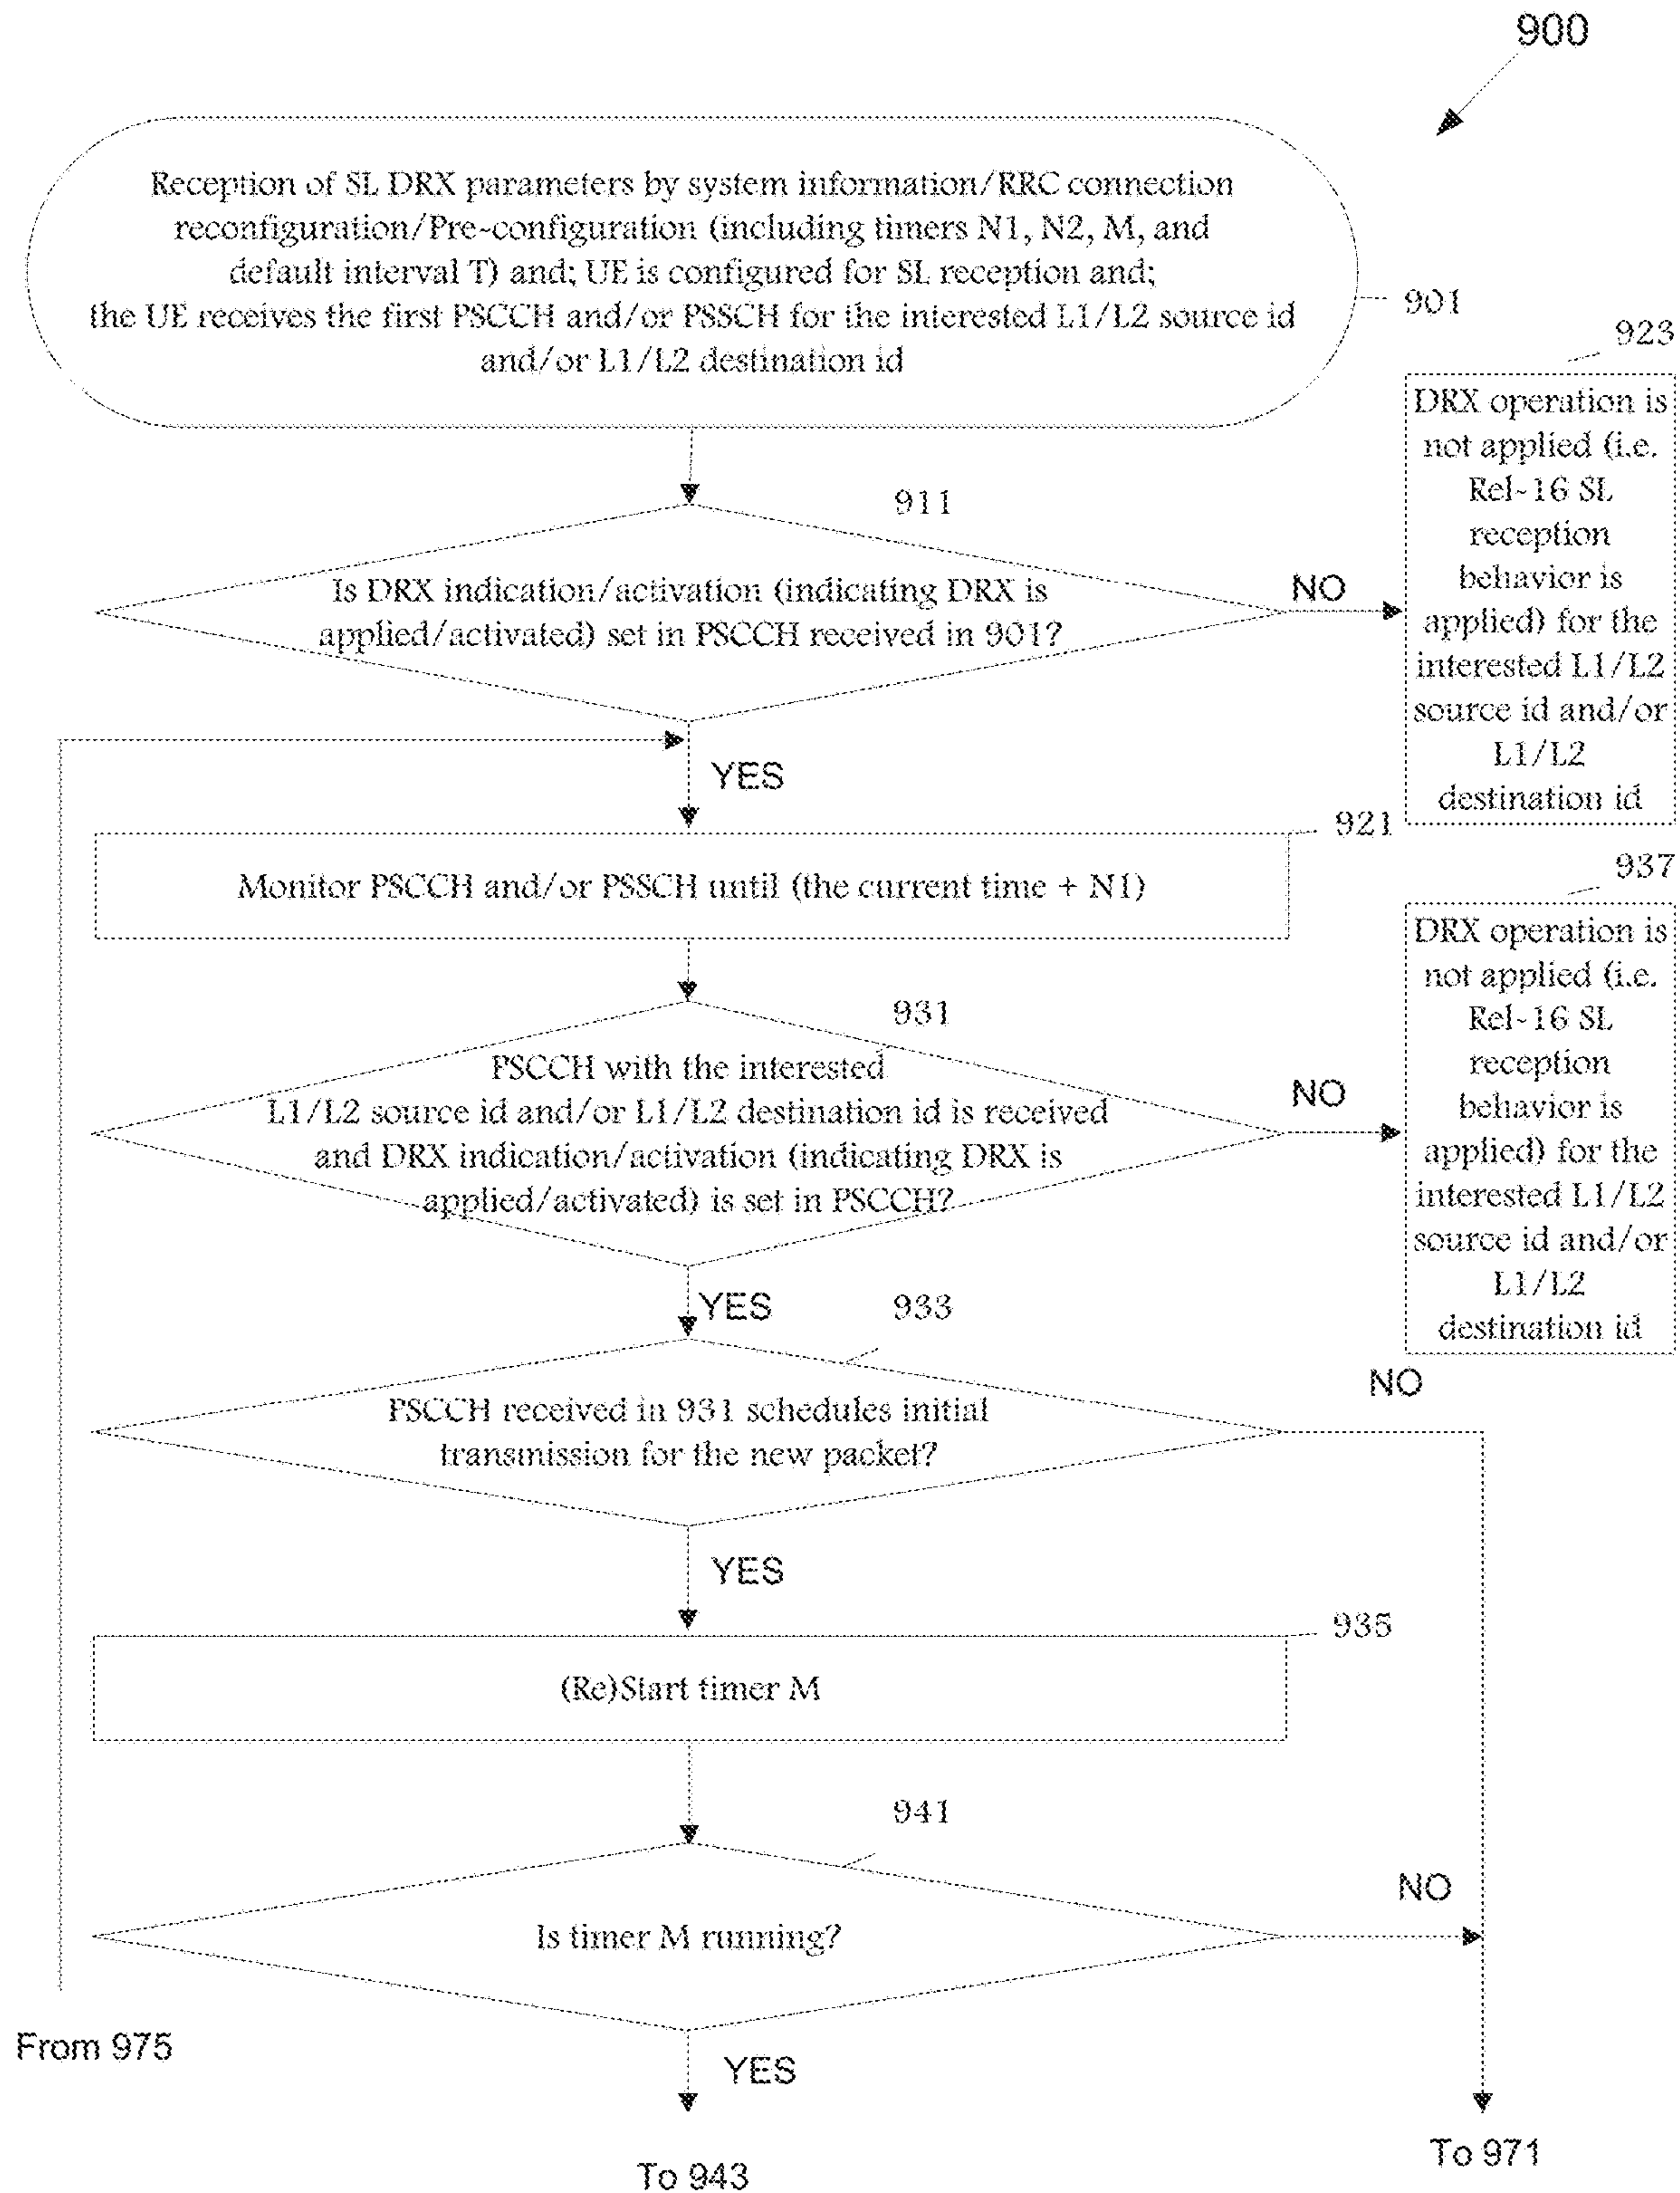 900
Reception of SL DRX parameters by system information/RRC connection
reconfiguration/Pre-configuration (including timers N1, N2, M, and
default interval T) and; UE is configured for SL reception and;
the UE receives the first PSCCH and/or PSSCH for the interested L1/L2 source id
and/or L1/L2 destination id
901
923
DRX operation is
not applied (i.e.
Rel-16 SL
reception
behavior is
applied) for the
interested L1/L2
source id and/or
L1/L2
destination id
911
Is DRX indication/activation (indicating DRX is
applied/activated) set in PSCCH received in 901?
NO
YES
921
Monitor PSCCH and/or PSSCH until (the current time + N1)
937
DRX operation is
not applied (i.e.
Rel-16 SL
reception
behavior is
applied) for the
interested L1/L2
source id and/or
L1/L2
destination id
931
PSCCH with the interested
L1/L2 source id and/or L1/L2 destination id is received
and DRX indication/activation (indicating DRX is
applied/activated) is set in PSCCH?
NO
YES
933
PSCCH received in 931 schedules initial
transmission for the new packet?
NO
YES
935
(Re)Start timer M
941
Is timer M running?
NO
From 975
YES
To 943
To 971